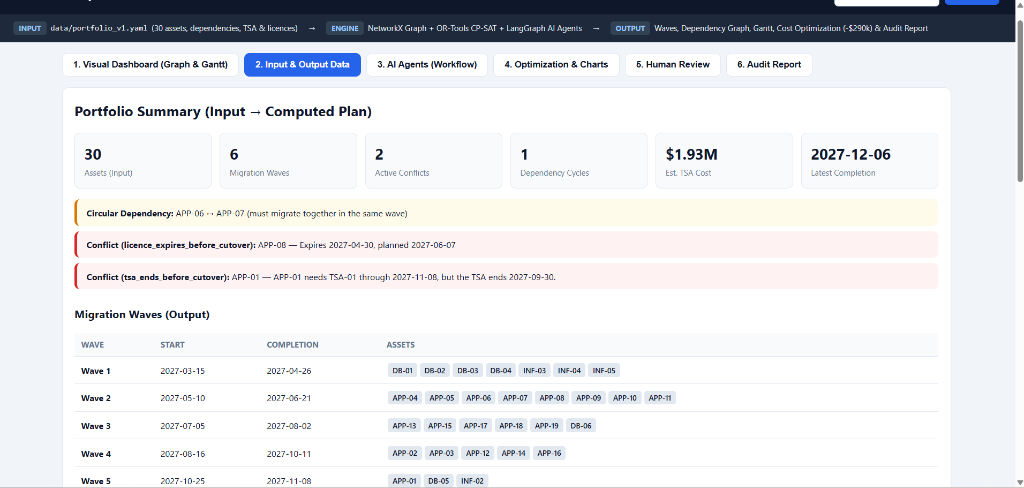 INPUT data/portfolio_v1.yaml (30 assets, dependencies, TSA & licences) → ENGINE NetworkX Graph + OR-Tools CP-SAT + LangGraph AI Agents → OUTPUT Waves, Dependency Graph, Gantt, Cost Optimization (-$290k) & Audit Report
1. Visual Dashboard (Graph & Gantt) 2. Input & Output Data 3. AI Agents (Workflow) 4. Optimization & Charts 5. Human Review 6. Audit Report
Portfolio Summary (Input → Computed Plan)
30 6 2 1 $1.93M 2027-12-06
Assets (Input) Migration Waves Active Conflicts Dependency Cycles Est. TSA Cost Latest Completion
Circular Dependency: APP-06 ↔ APP-07 (must migrate together in the same wave)
Conflict (licence_expires_before_cutover): APP-08 — Expires 2027-04-30, planned 2027-06-07
Conflict (tsa_ends_before_cutover): APP-01 — APP-01 needs TSA-01 through 2027-11-08, but the TSA ends 2027-09-30.
Migration Waves (Output)
WAVE START COMPLETION ASSETS
Wave 1 2027-03-15 2027-04-26 DB-01 DB-02 DB-03 DB-04 INF-03 INF-04 INF-05
Wave 2 2027-05-10 2027-06-21 APP-04 APP-05 APP-06 APP-07 APP-08 APP-09 APP-10 APP-11
Wave 3 2027-07-05 2027-08-02 APP-13 APP-15 APP-17 APP-18 APP-19 DB-06
Wave 4 2027-08-16 2027-10-11 APP-02 APP-03 APP-12 APP-14 APP-16
Wave 5 2027-10-25 2027-11-08 APP-01 DB-05 INF-02